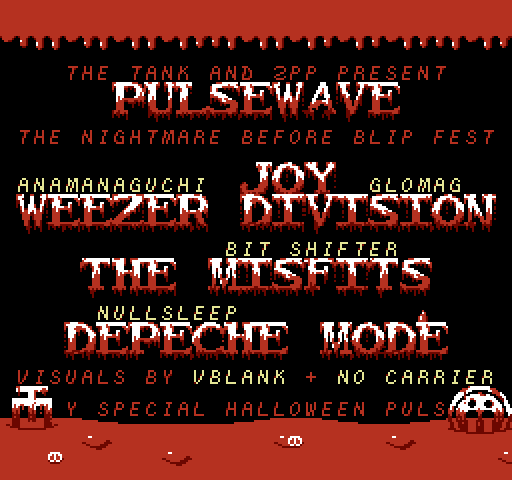 THE TANK AND 2PP PRESENT
PULSEWAVE
THE NIGHTMARE BEFORE BLIP FEST
ANAMANAGUCHI
WEEZER
GLOMAG
JOY DIVISION
BIT SHIFTER
THE MISFITS
NULLSLEEP
DEPECHE MODE
VISUALS BY VBLANK + NO CARRIER
Y SPECIAL HALLOWEEN PULS